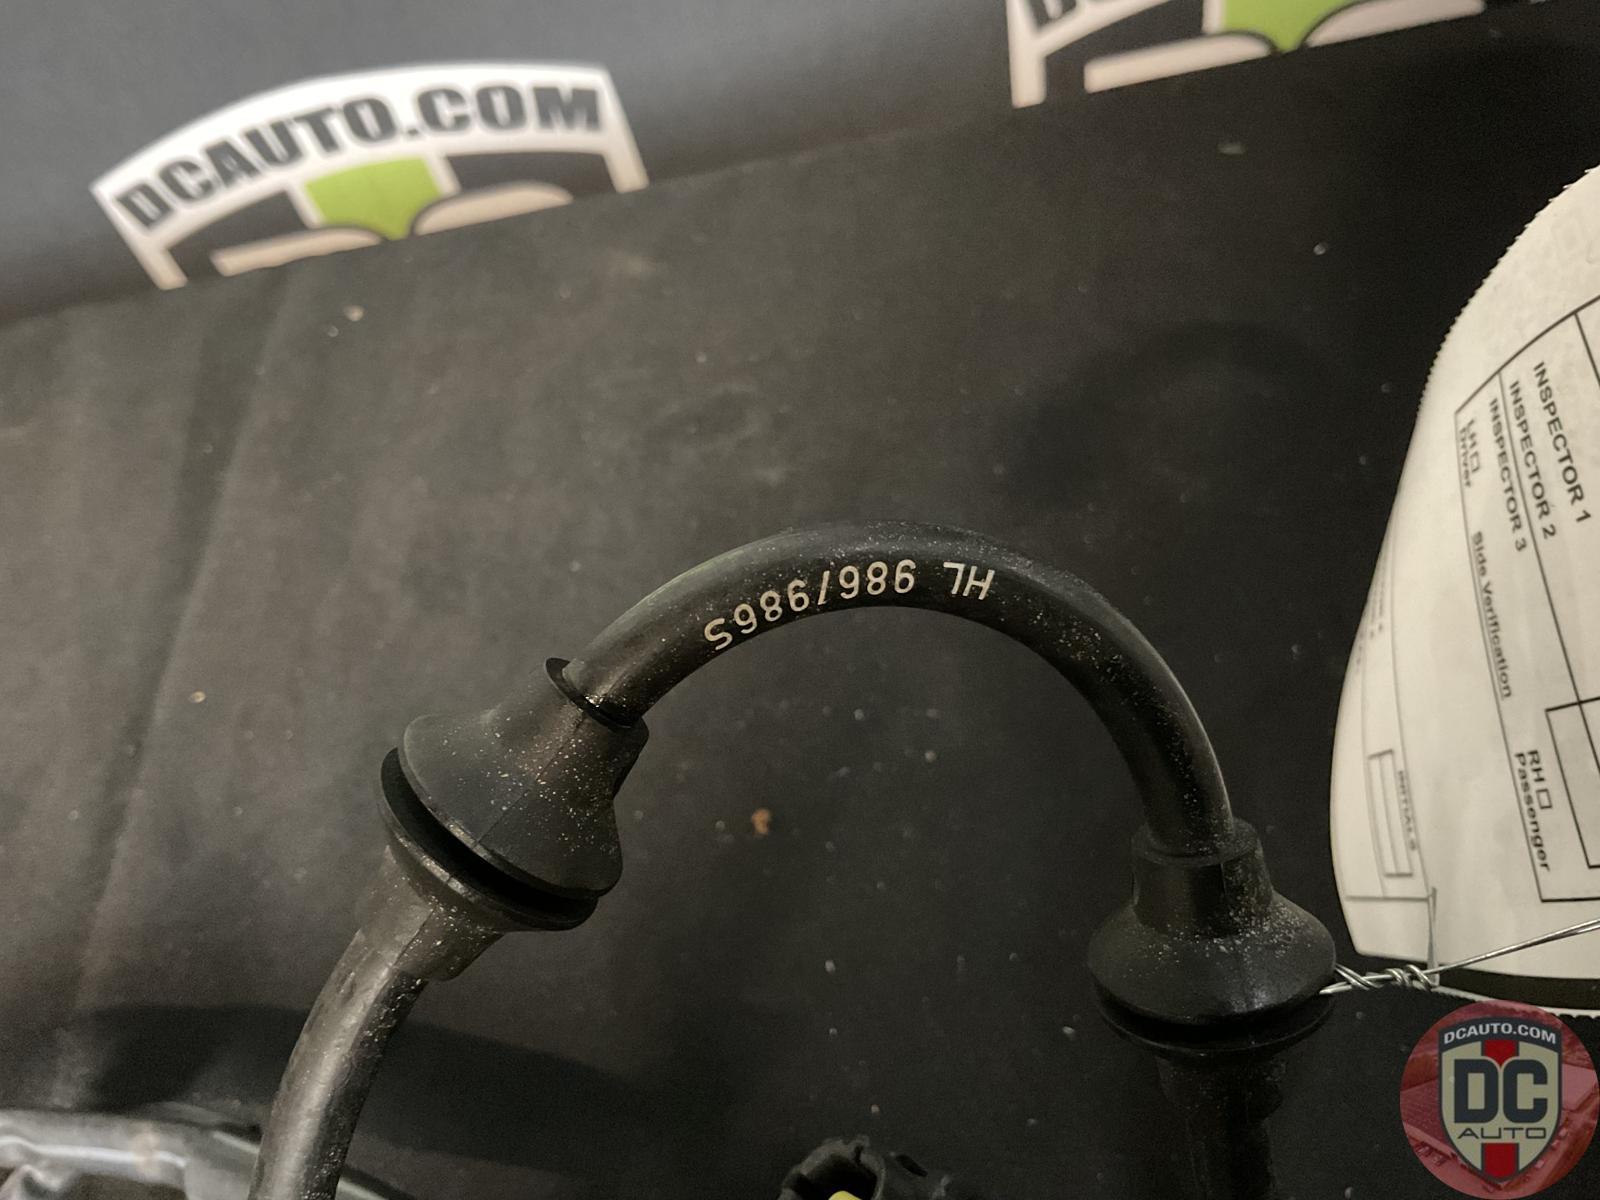 DCAUTO.COM
HL 986/986S
INSPECTOR 1
INSPECTOR 2
INSPECTOR 3
LH Driver
Side Verification
RH Passenger
INITIALS
DCAUTO.COM
DC
AUTO